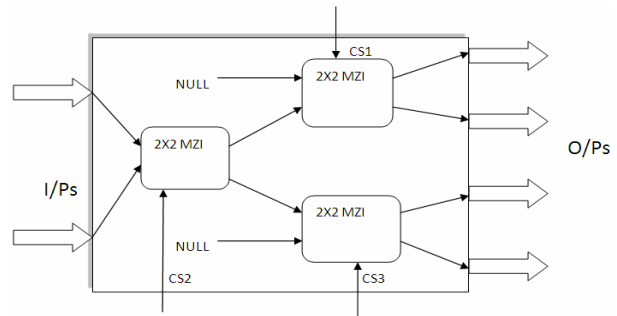 CS1
2X2 MZI
NULL
2X2 MZI
O/Ps
I/Ps
2X2 MZI
NULL
CS2
CS3